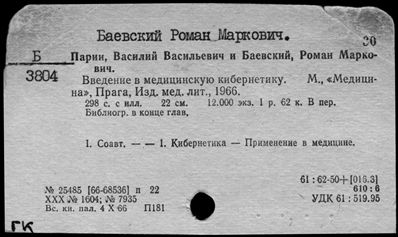 Баевский Роман Маркович.
30
Б
3804
Парин, Василий Васильевич и Баевский, Роман Марко-
вич.
Введение в медицинскую кибернетику. М., «Медици-
на», Прага, Изд. мед. лит., 1966.
298 с. с илл. 22 см. 12.000 экз. 1 р. 62 к. В пер.
Библиогр. в конце глав,
1. Соавт. — — 1. Кибернетика — Применение в медицине.
№ 25485 [66-68536] п 22
XXX № 1604; № 7935
Вс. кн. пал. 4 X 66 П181
61 : 62-50+[016.3]
610 : 6
УДК 61 : 519.95
ГК